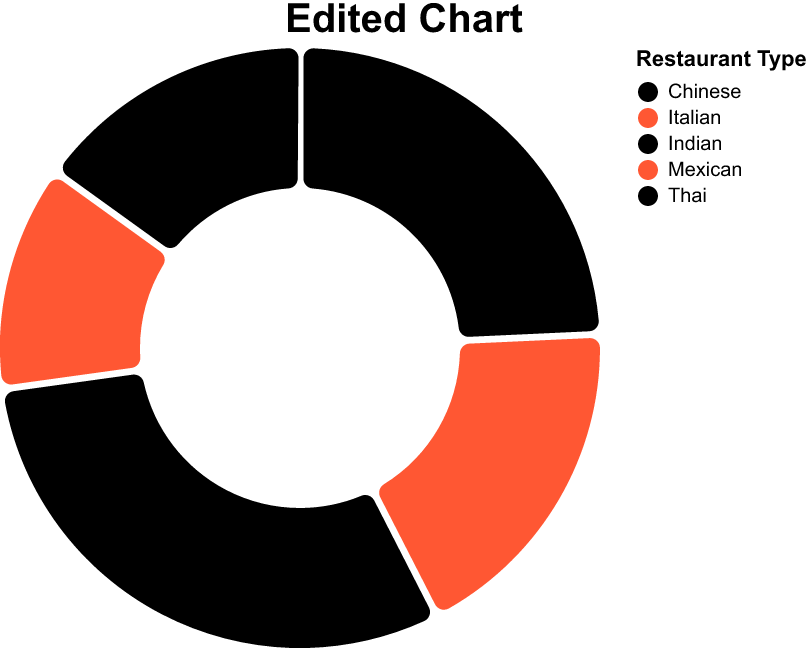 Edited Chart
Restaurant Type
Chinese
Italian
Indian
Mexican
Thai